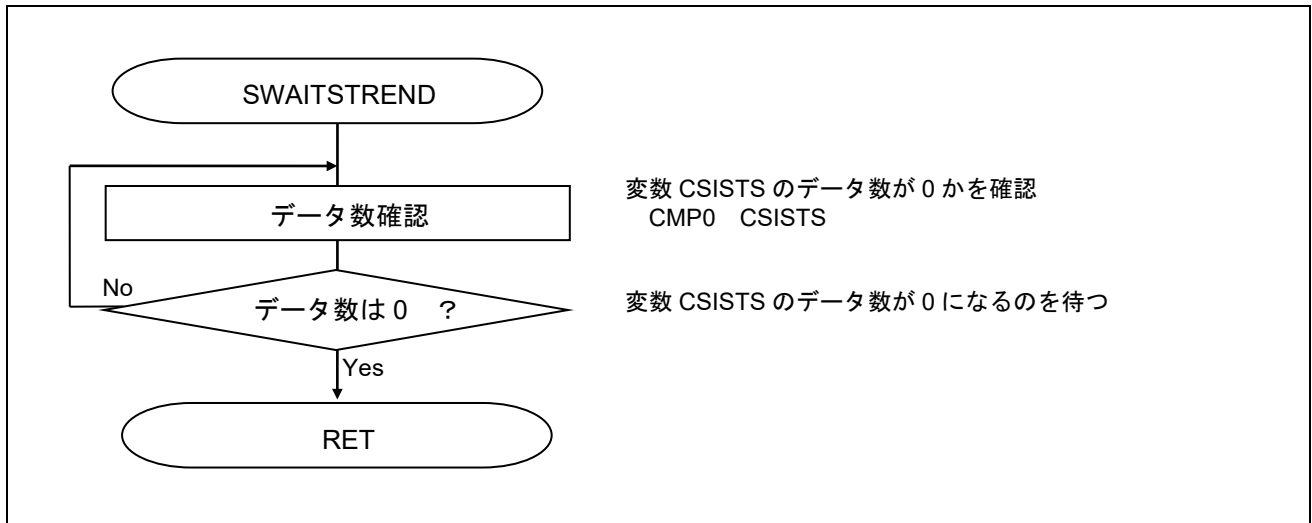 SWAITSTREND
データ数確認
変数 CSISTS のデータ数が 0 かを確認
CMP0 CSISTS
No
データ数は 0 ?
変数 CSISTS のデータ数が 0 になるのを待つ
Yes
RET